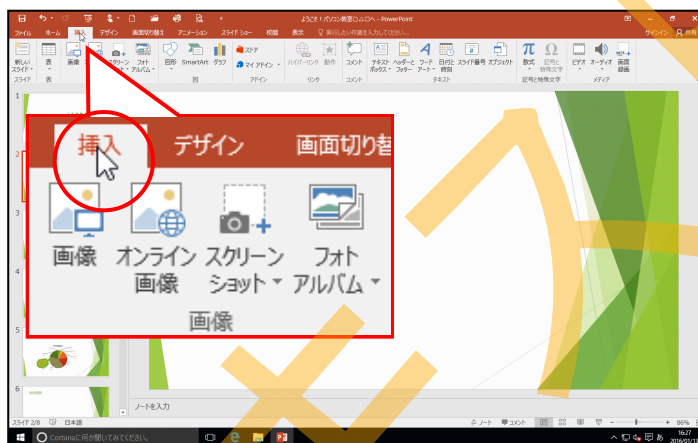 ようこそ！パソコン教室○△□へ - PowerPoint
ファイル ホーム 挿入 デザイン 画面切り替え アニメーション スライド ショー 校閲 表示 実行したい作業を入力してください... サインイン 共有
新しい スライド 表 画像 フォト アルバム 図形 SmartArt グラフ ストア マイ アドイン ハイパーリンク 動作 コメント テキスト ボックス ヘッダーと フッター ワード アート 日付と 時刻 スライド番号 オブジェクト 数式 記号と 特殊文字 ビデオ オーディオ 画面 録画
スライド 表 図 アドイン リンク コメント テキスト 記号と特殊文字 メディア
挿入 デザイン 画面切り替
画像 オンライン 画像 スクリーン ショット フォト アルバム
画像
1
2
3
4
5
6
ノートを入力
スライド 2/8 日本語 ノート コメント 86%
Cortanaに何か聞いてみてください。 あ 16:27